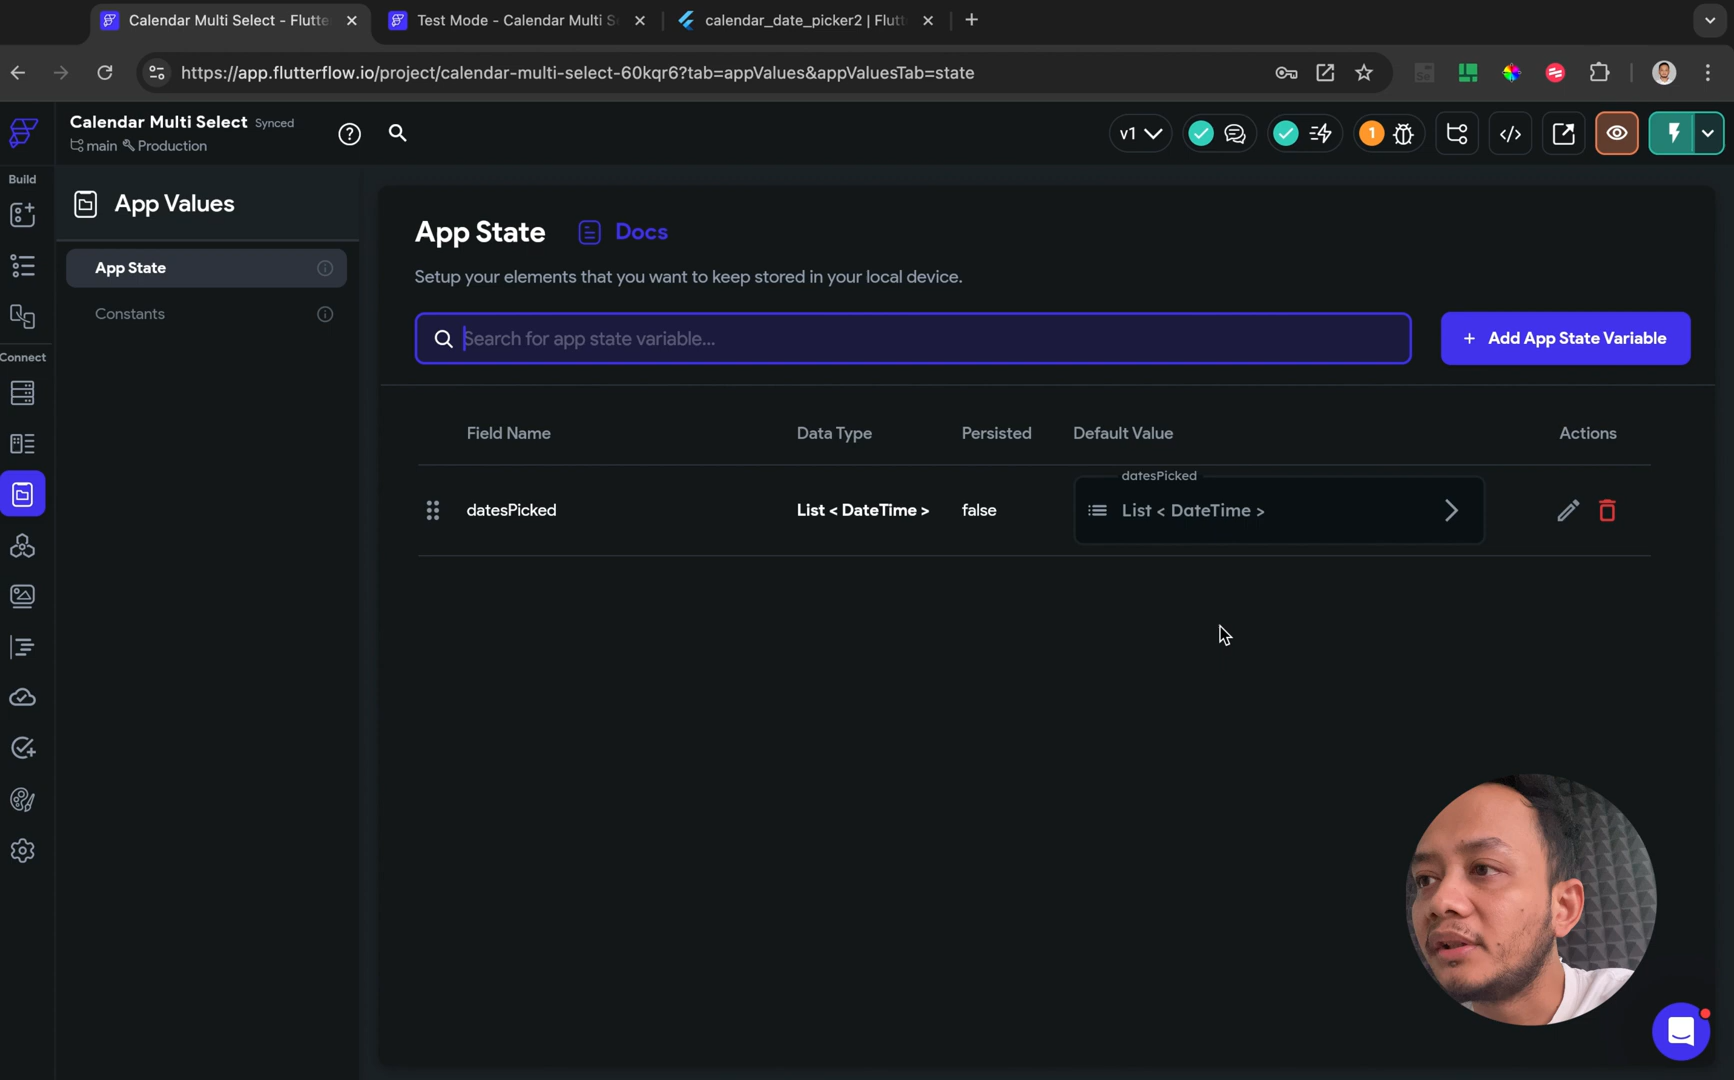 Calendar Multi Select - Flutte
Test Mode - Calendar Multi S
calendar_date_picker2 | Flutt
https://app.flutterflow.io/project/calendar-multi-select-60kqr6?tab=appValues&appValuesTab=state
Calendar Multi Select Synced
main Production
v1
1
Build
App Values
App State
Constants
Connect
App State Docs
Setup your elements that you want to keep stored in your local device.
Search for app state variable...
+ Add App State Variable
Field Name Data Type Persisted Default Value Actions
datesPicked
datesPicked List < DateTime > false List < DateTime >